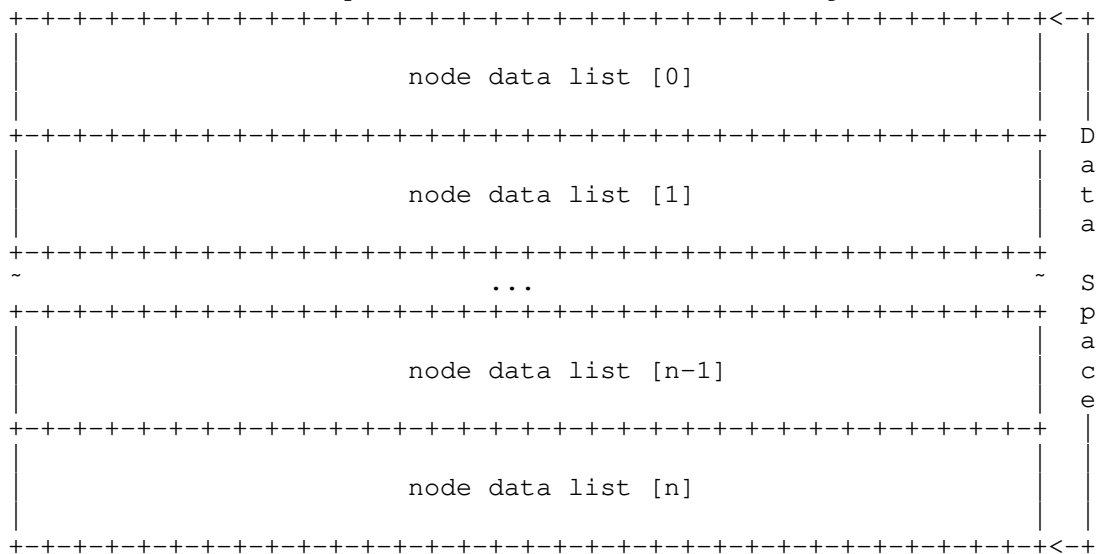 +-+-+-+-+-+-+-+-+-+-+-+-+-+-+-+-+-+-+-+-+-+-+-+-+-+-+-+-+-+-+-+-+<-+
|                                                               | |
|                        node data list [0]                     | |
|                                                               | |
+-+-+-+-+-+-+-+-+-+-+-+-+-+-+-+-+-+-+-+-+-+-+-+-+-+-+-+-+-+-+-+-+ D
|                                                               | a
|                        node data list [1]                     | t
|                                                               | a
+-+-+-+-+-+-+-+-+-+-+-+-+-+-+-+-+-+-+-+-+-+-+-+-+-+-+-+-+-+-+-+-+
~                             ...                               ~ S
+-+-+-+-+-+-+-+-+-+-+-+-+-+-+-+-+-+-+-+-+-+-+-+-+-+-+-+-+-+-+-+-+ p
|                                                               | a
|                        node data list [n-1]                   | c
|                                                               | e
+-+-+-+-+-+-+-+-+-+-+-+-+-+-+-+-+-+-+-+-+-+-+-+-+-+-+-+-+-+-+-+-+ |
|                                                               | |
|                        node data list [n]                     | |
|                                                               | |
+-+-+-+-+-+-+-+-+-+-+-+-+-+-+-+-+-+-+-+-+-+-+-+-+-+-+-+-+-+-+-+-+<-+